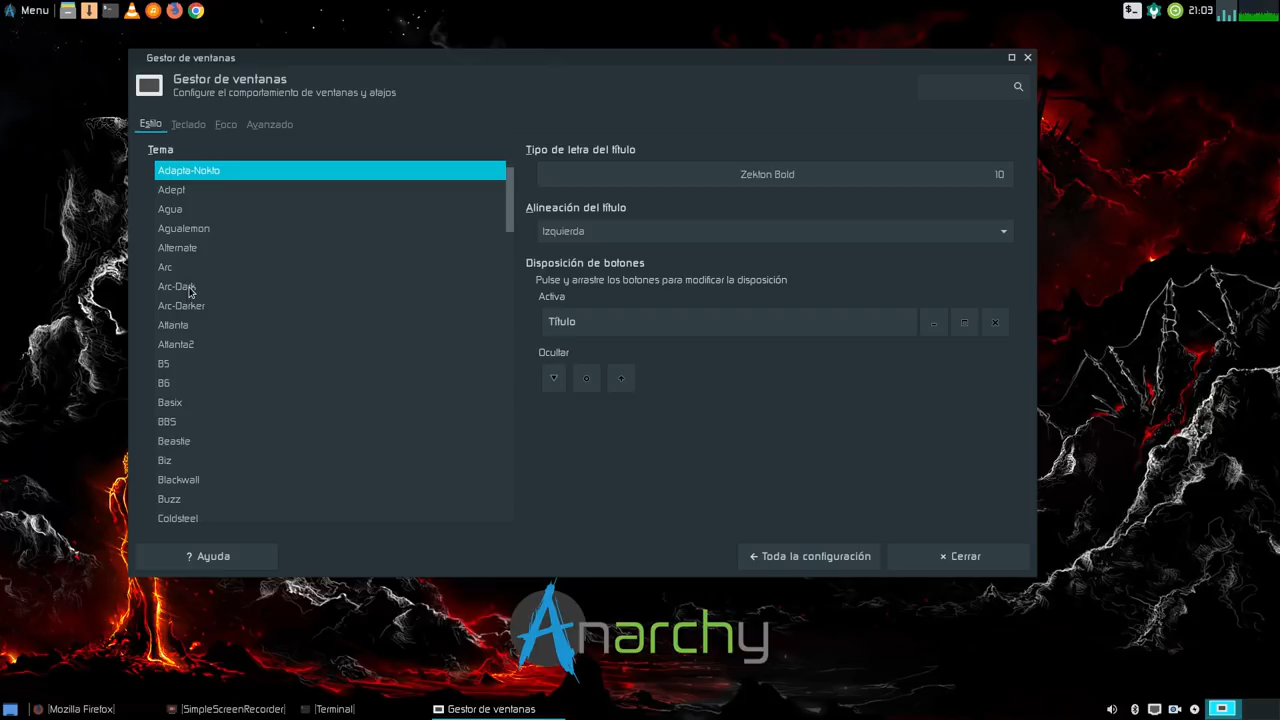 Menu
21:03
Gestor de ventanas
Gestor de ventanas
Configure el comportamiento de ventanas y atajos
Estilo Teclado Foco Avanzado
Tema
Adapta-Nokto
Adept
Agua
Agualemon
Alternate
Arc
Arc-Dark
Arc-Darker
Atlanta
Atlanta2
B5
B6
Basix
BBS
Beastie
Biz
Blackwall
Buzz
Coldsteel
Tipo de letra del título
Zekton Bold 10
Alineación del título
Izquierda
Disposición de botones
Pulse y arrastre los botones para modificar la disposición
Activa
Título
Ocultar
? Ayuda
Toda la configuración
Cerrar
Anarchy
|Mozilla Firefox| |SimpleScreenRecorder| |Terminal| Gestor de ventanas